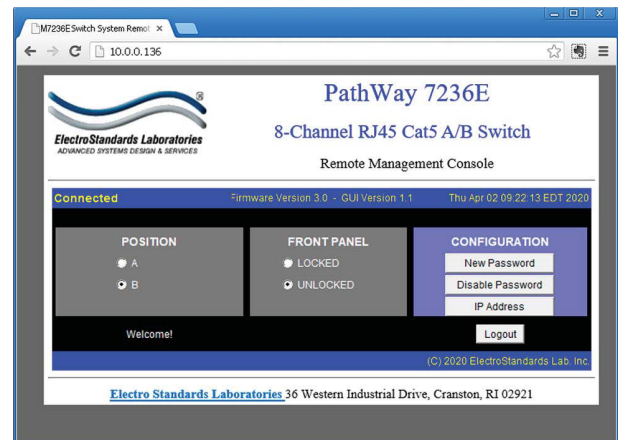 M7236E Switch System Remot
10.0.0.136
®
ElectroStandards Laboratories
ADVANCED SYSTEMS DESIGN & SERVICES
PathWay 7236E
8-Channel RJ45 Cat5 A/B Switch
Remote Management Console
Connected
Firmware Version 3.0 - GUI Version 1.1
Thu Apr 02 09:22:13 EDT 2020
POSITION
A
B
FRONT PANEL
LOCKED
UNLOCKED
CONFIGURATION
New Password
Disable Password
IP Address
Welcome!
Logout
(C) 2020 ElectroStandards Lab. Inc.
Electro Standards Laboratories 36 Western Industrial Drive, Cranston, RI 02921